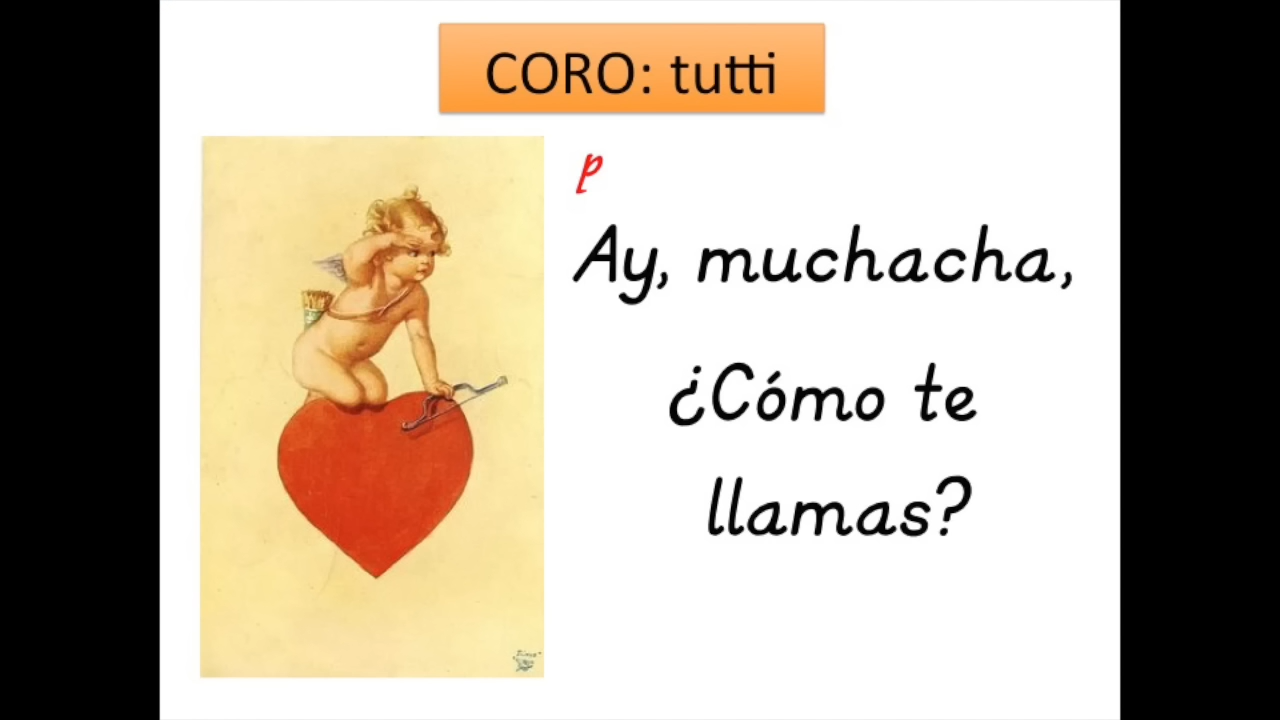 CORO: tutti
p
Ay, muchacha,
¿Cómo te
llamas?